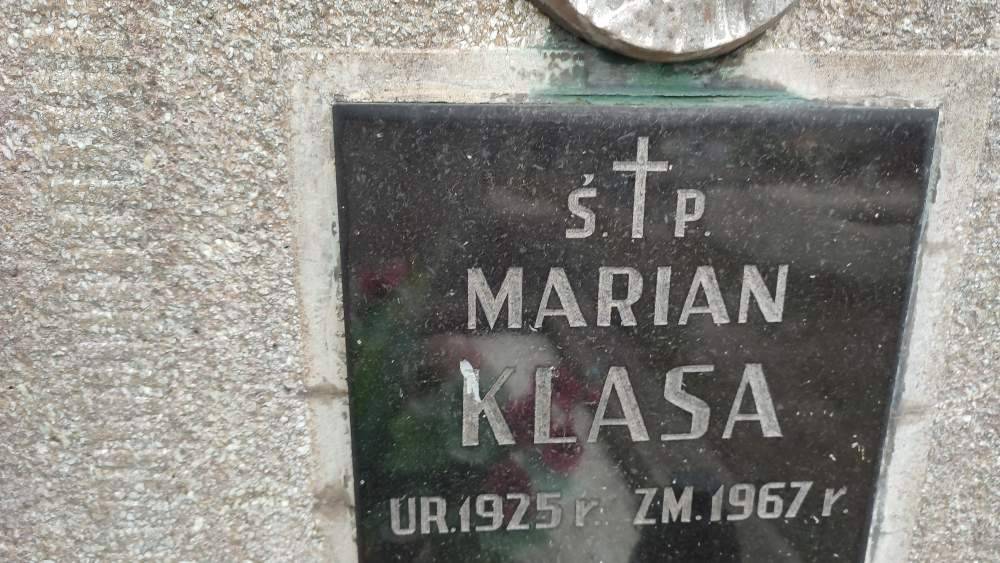 Ś. P.
MARIAN
KLASA
UR.1925 r. ZM.1967 r.